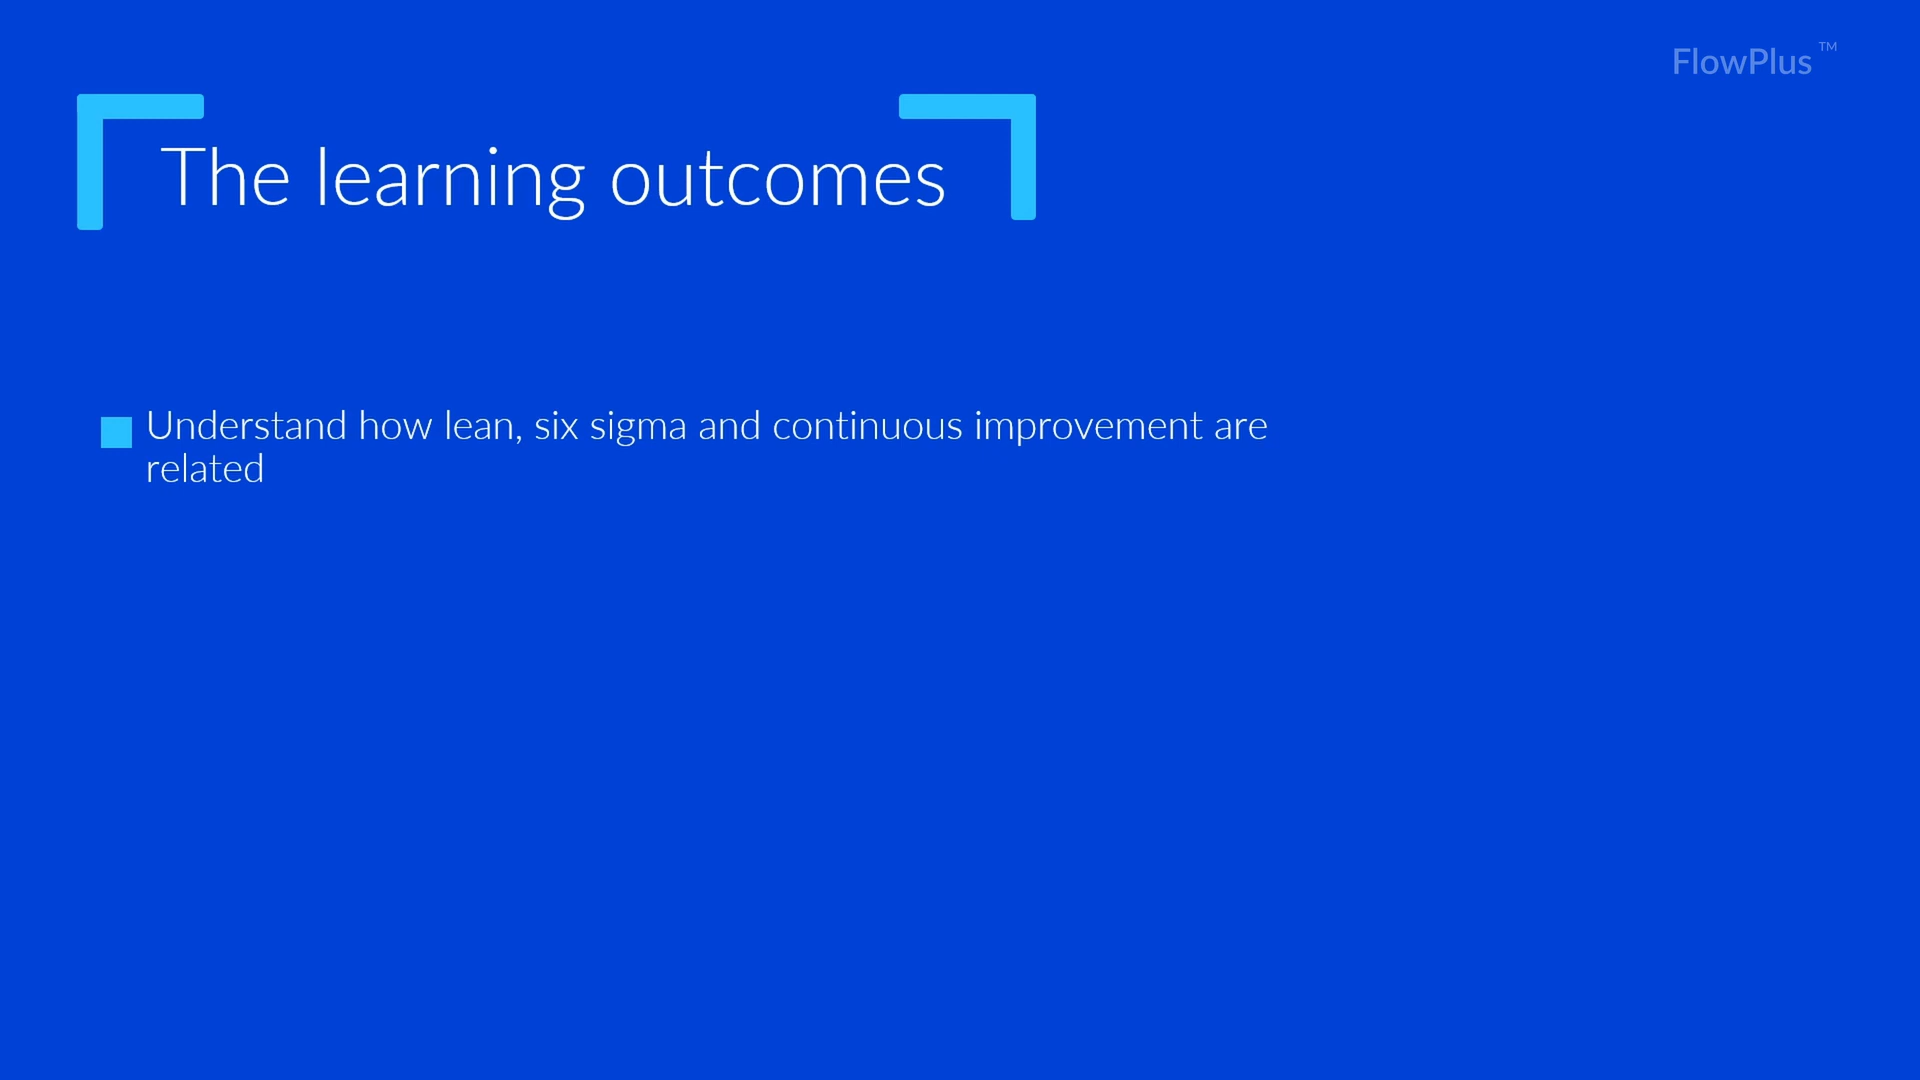 FlowPlus™
The learning outcomes
Understand how lean, six sigma and continuous improvement are
related